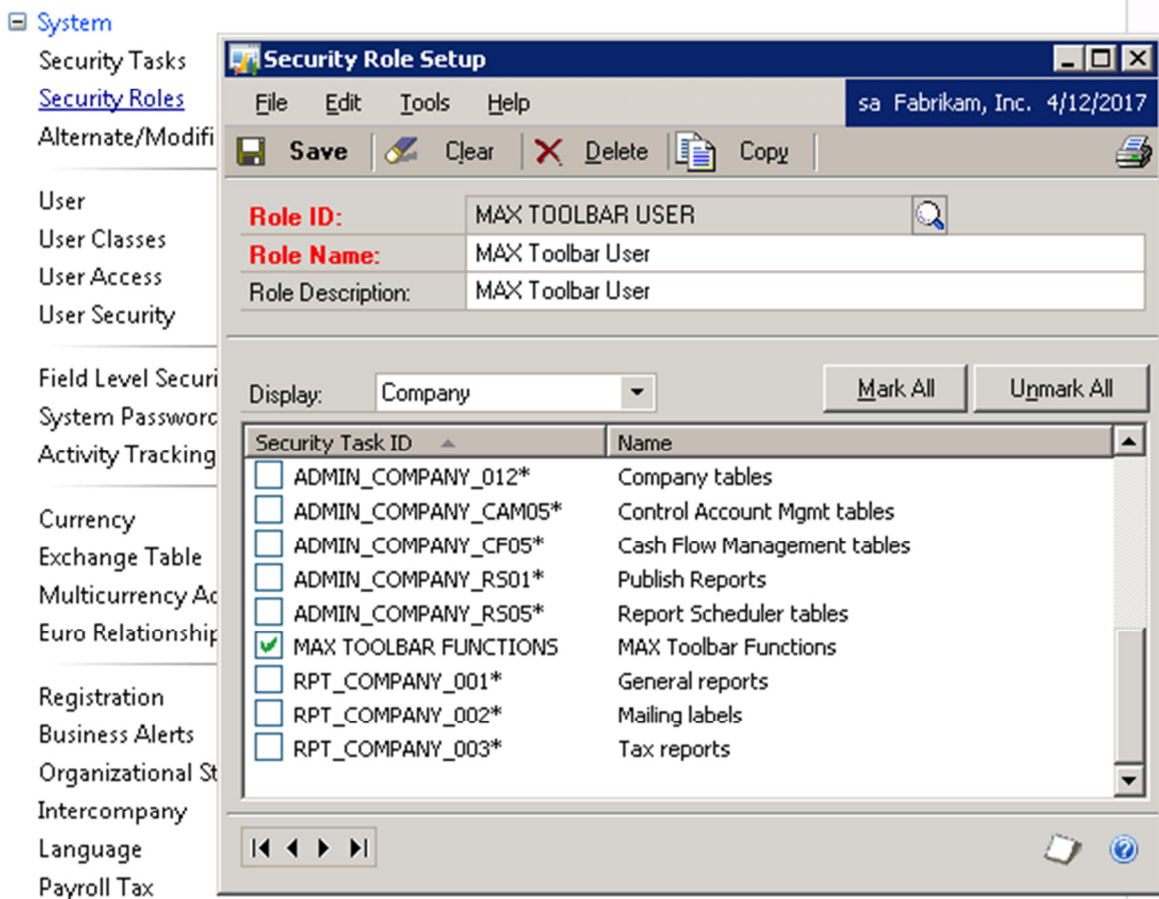 System
Security Tasks
Security Roles
Alternate/Modifi
User
User Classes
User Access
User Security
Field Level Securi
System Password
Activity Tracking
Currency
Exchange Table
Multicurrency Ac
Euro Relationship
Registration
Business Alerts
Organizational St
Intercompany
Language
Payroll Tax
Security Role Setup
File Edit Tools Help sa Fabrikam, Inc. 4/12/2017
Save Clear Delete Copy
Role ID: MAX TOOLBAR USER
Role Name: MAX Toolbar User
Role Description: MAX Toolbar User
Display: Company Mark All Unmark All
Security Task ID Name
ADMIN_COMPANY_012* Company tables
ADMIN_COMPANY_CAM05* Control Account Mgmt tables
ADMIN_COMPANY_CF05* Cash Flow Management tables
ADMIN_COMPANY_RS01* Publish Reports
ADMIN_COMPANY_RS05* Report Scheduler tables
MAX TOOLBAR FUNCTIONS MAX Toolbar Functions
RPT_COMPANY_001* General reports
RPT_COMPANY_002* Mailing labels
RPT_COMPANY_003* Tax reports